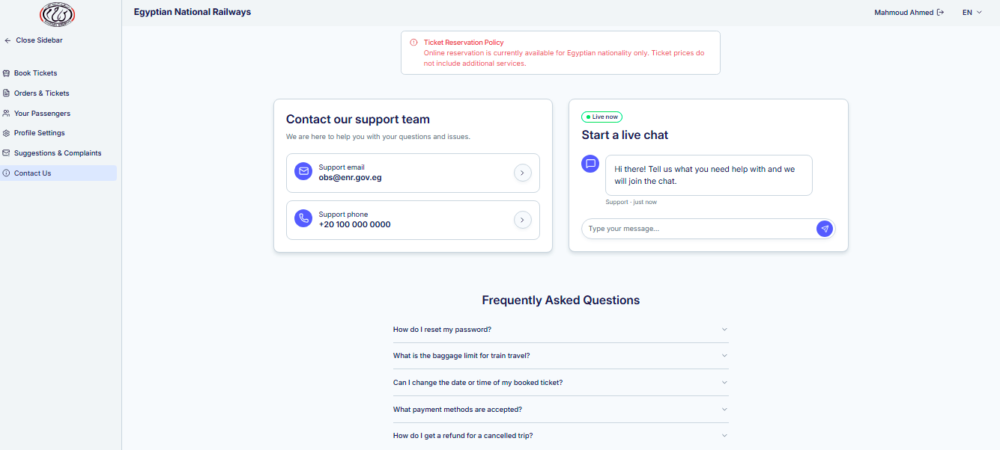 Egyptian National Railways
Mahmoud Ahmed
EN
Close Sidebar
Book Tickets
Orders & Tickets
Your Passengers
Profile Settings
Suggestions & Complaints
Contact Us
Ticket Reservation Policy
Online reservation is currently available for Egyptian nationality only. Ticket prices do
not include additional services.
Contact our support team
We are here to help you with your questions and issues.
Support email
obs@enr.gov.eg
Support phone
+20 100 000 0000
Live now
Start a live chat
Hi there! Tell us what you need help with and we
will join the chat.
Support · just now
Type your message...
Frequently Asked Questions
How do I reset my password?
What is the baggage limit for train travel?
Can I change the date or time of my booked ticket?
What payment methods are accepted?
How do I get a refund for a cancelled trip?